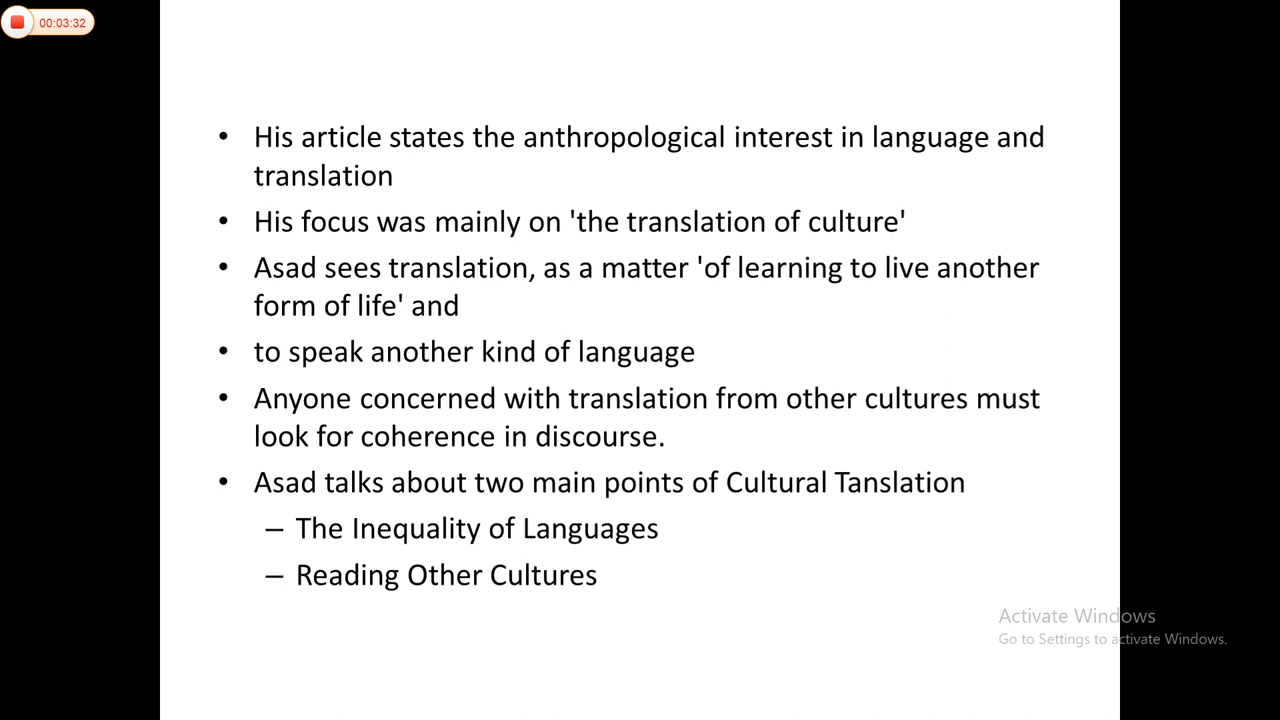 00:03:32
• His article states the anthropological interest in language and
translation
• His focus was mainly on 'the translation of culture'
• Asad sees translation, as a matter 'of learning to live another
form of life' and
• to speak another kind of language
• Anyone concerned with translation from other cultures must
look for coherence in discourse.
• Asad talks about two main points of Cultural Tanslation
– The Inequality of Languages
– Reading Other Cultures
Activate Windows
Go to Settings to activate Windows.